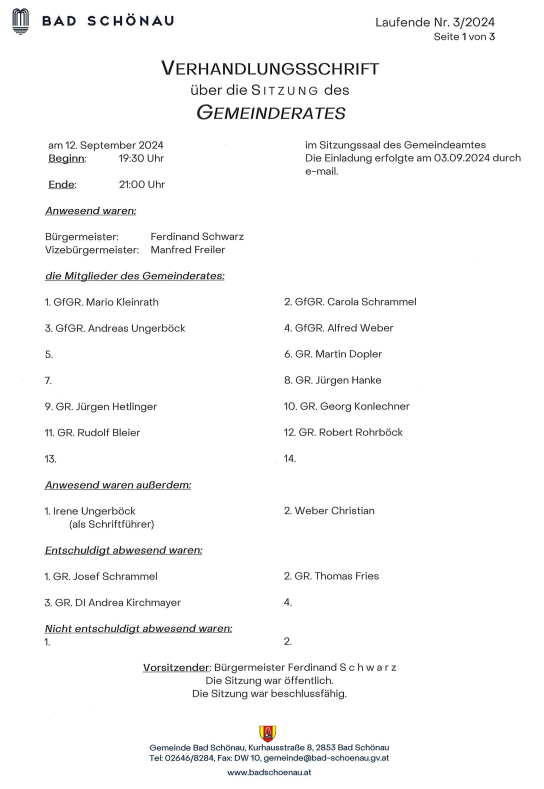 BAD SCHÖNAU
Laufende Nr. 3/2024
Seite 1 von 3
VERHANDLUNGSSCHRIFT
über die SITZUNG des
GEMEINDERATES
am 12. September 2024
Beginn: 19:30 Uhr
Ende: 21:00 Uhr
im Sitzungssaal des Gemeindeamtes
Die Einladung erfolgte am 03.09.2024 durch
e-mail.
Anwesend waren:
Bürgermeister: Ferdinand Schwarz
Vizebürgermeister: Manfred Freiler
die Mitglieder des Gemeinderates:
1. GfGR. Mario Kleinrath 2. GfGR. Carola Schrammel
3. GfGR. Andreas Ungerböck 4. GfGR. Alfred Weber
5. 6. GR. Martin Dopler
7. 8. GR. Jürgen Hanke
9. GR. Jürgen Hetlinger 10. GR. Georg Konlechner
11. GR. Rudolf Bleier 12. GR. Robert Rohrböck
13. 14.
Anwesend waren außerdem:
1. Irene Ungerböck 2. Weber Christian
(als Schriftführer)
Entschuldigt abwesend waren:
1. GR. Josef Schrammel 2. GR. Thomas Fries
3. GR. DI Andrea Kirchmayer 4.
Nicht entschuldigt abwesend waren:
1. 2.
Vorsitzender: Bürgermeister Ferdinand S c h w a r z
Die Sitzung war öffentlich.
Die Sitzung war beschlussfähig.
Gemeinde Bad Schönau, Kurhausstraße 8, 2853 Bad Schönau
Tel: 02646/8284, Fax: DW 10, gemeinde@bad-schoenau.gv.at
www.badschoenau.at